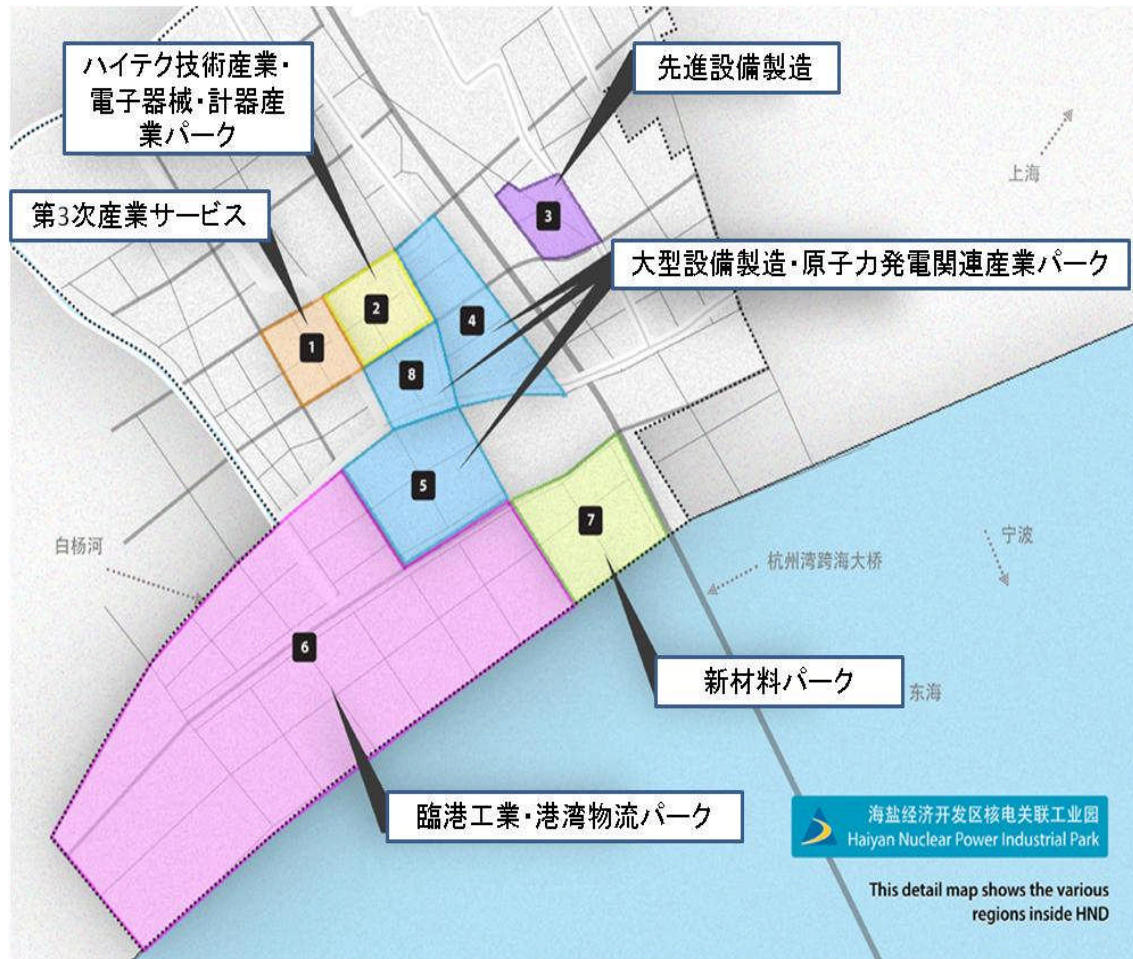 ハイテク技術産業・
電子器械・計器産
業パーク
先進設備製造
上海
第3次産業サービス
3
大型設備製造・原子力発電関連産業パーク
2
4
1
8
5
7
白杨河
宁波
杭州湾跨海大桥
6
新材料パーク
东海
臨港工業・港湾物流パーク
海盐经济开发区核电关联工业园
Haiyan Nuclear Power Industrial Park
This detail map shows the various
regions inside HND